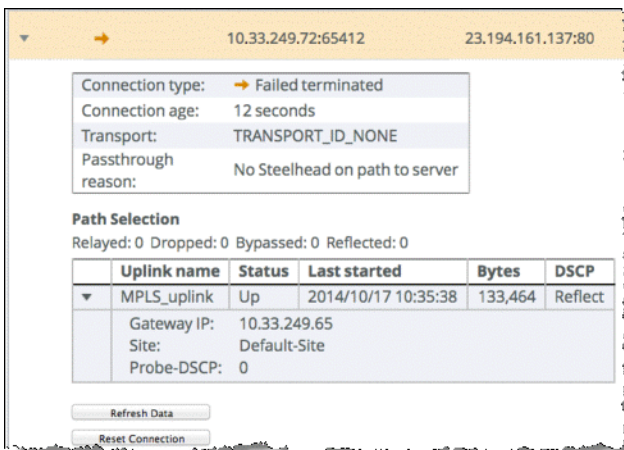 10.33.249.72:65412 23.194.161.137:80
Connection type: Failed terminated
Connection age: 12 seconds
Transport: TRANSPORT_ID_NONE
Passthrough reason: No Steelhead on path to server
Path Selection
Relayed: 0 Dropped: 0 Bypassed: 0 Reflected: 0
Uplink name Status Last started Bytes DSCP
MPLS_uplink Up 2014/10/17 10:35:38 133,464 Reflect
Gateway IP: 10.33.249.65
Site: Default-Site
Probe-DSCP: 0
Refresh Data
Reset Connection